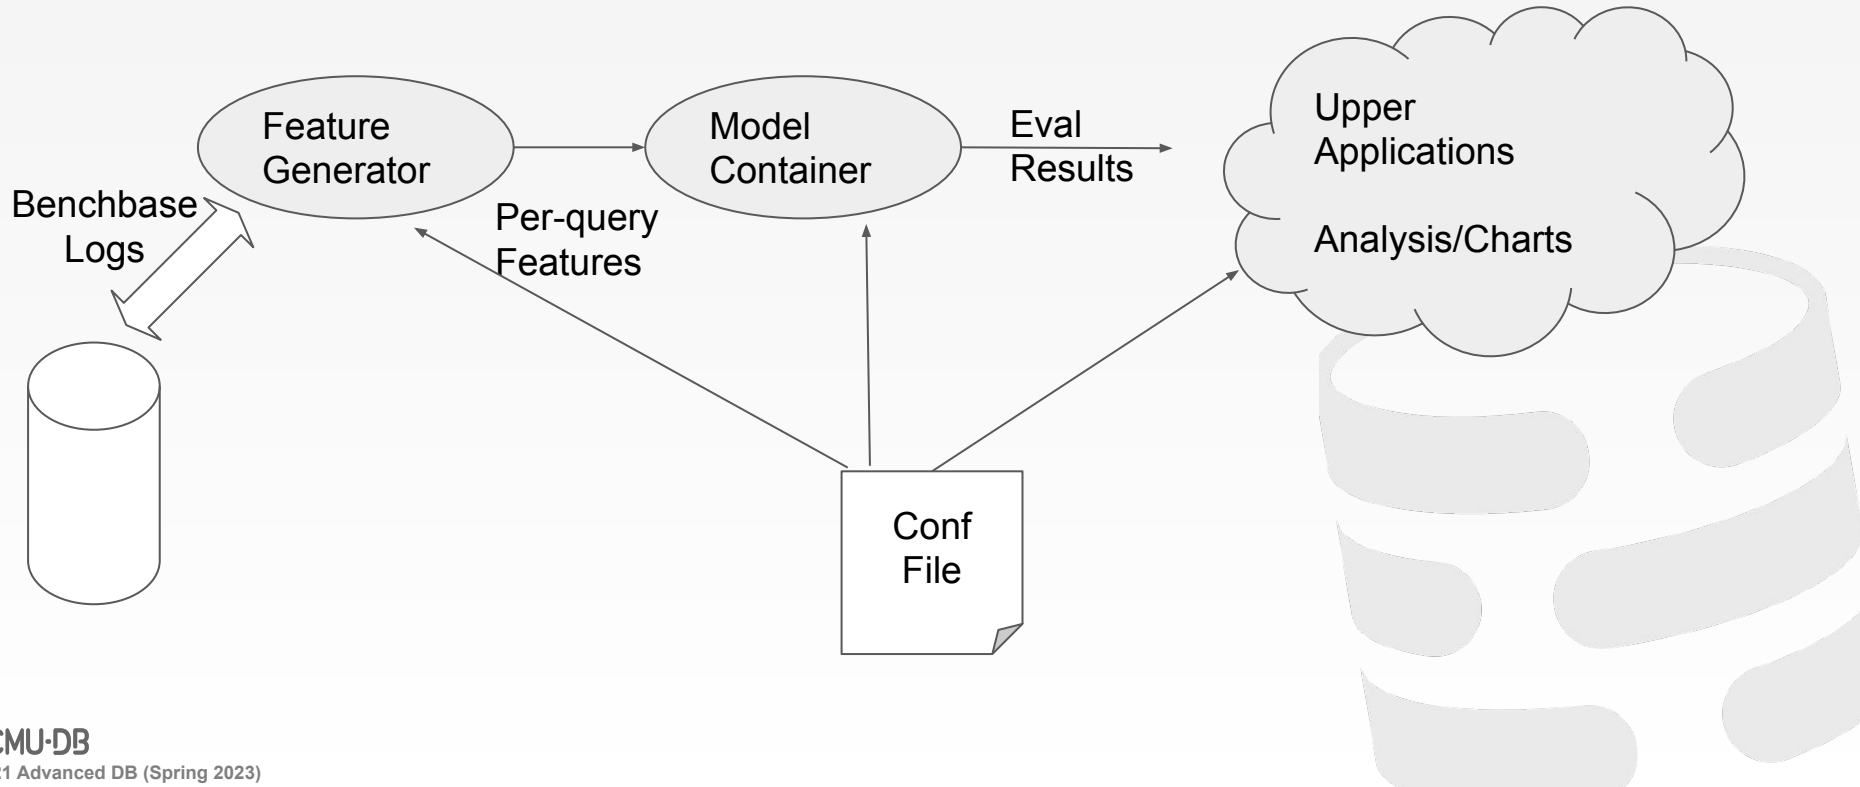 Feature
Generator
Model
Container
Eval
Results
Upper
Applications
Analysis/Charts
Benchbase
Logs
Per-query
Features
Conf
File
CMU·DB
21 Advanced DB (Spring 2023)